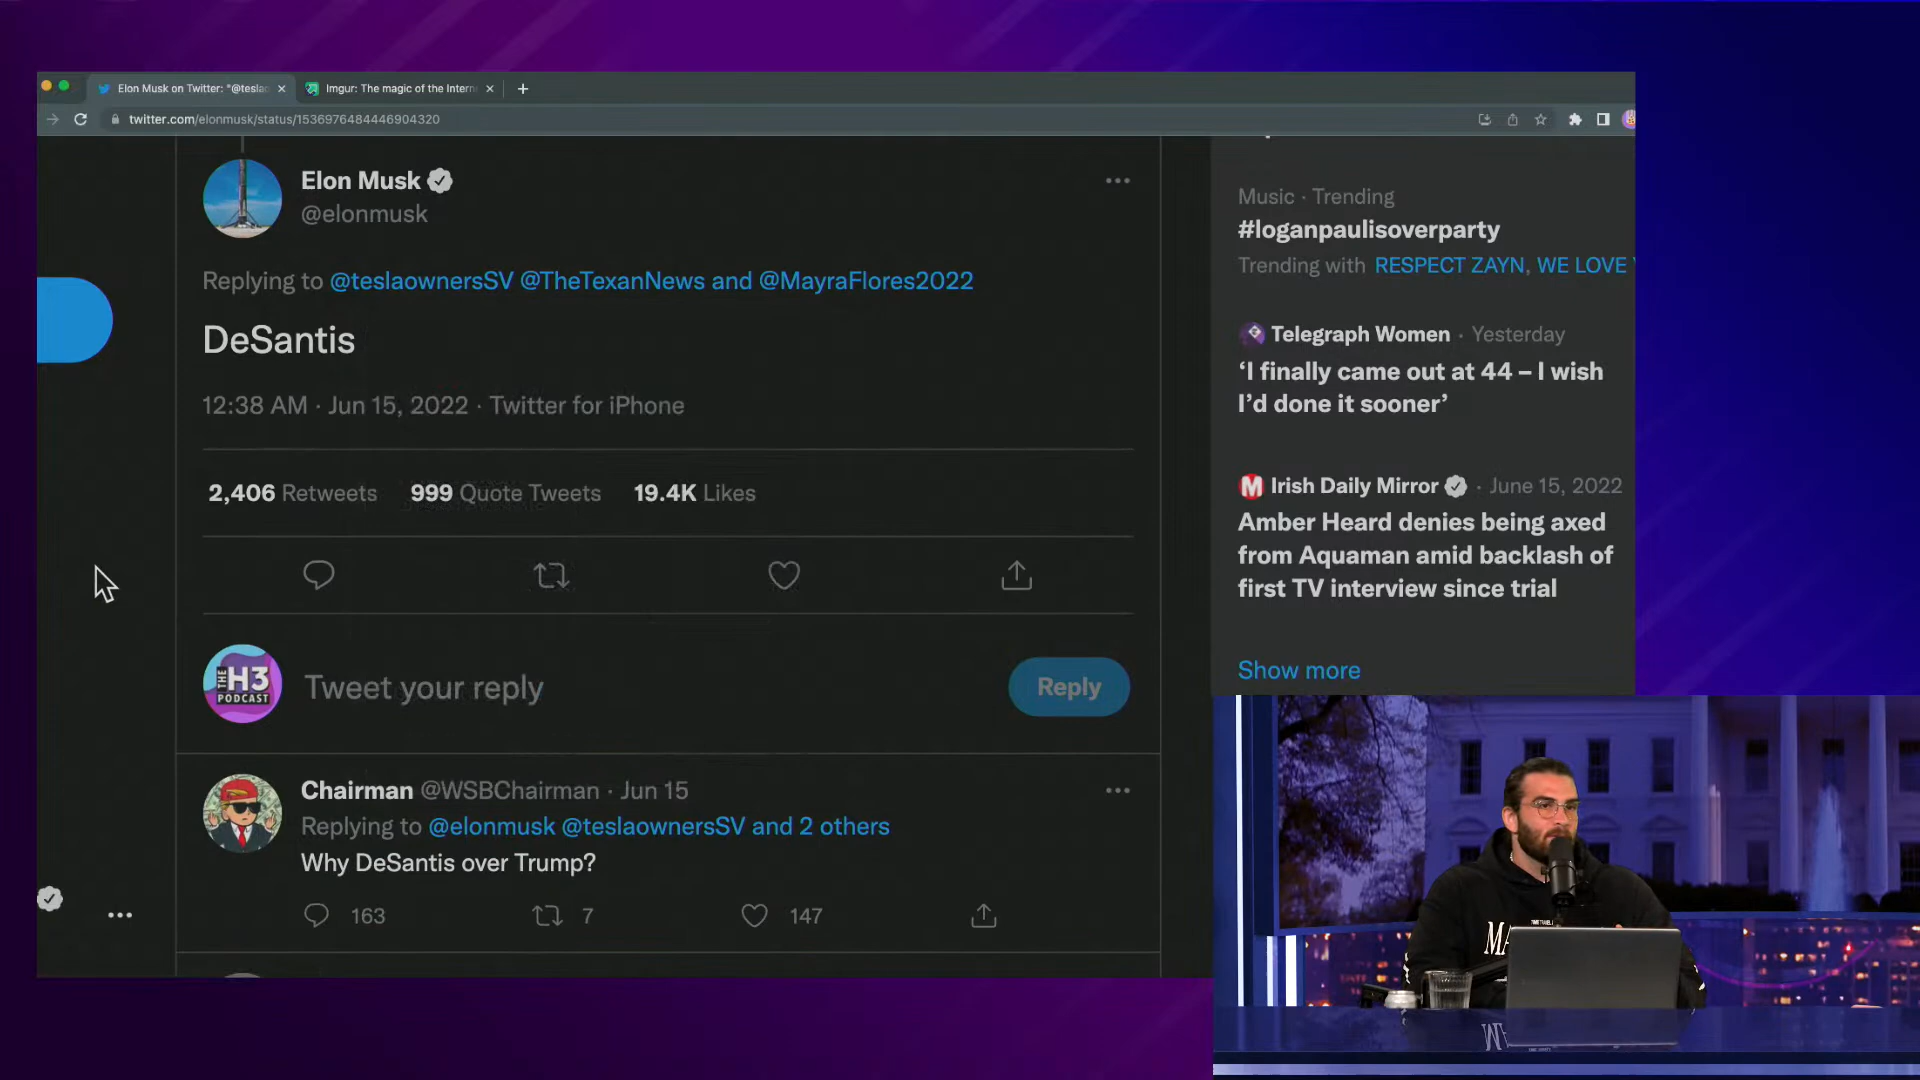 Elon Musk on Twitter: "@tesla
Imgur: The magic of the Intern
twitter.com/elonmusk/status/1536976484446904320
Elon Musk
@elonmusk
Replying to @teslaownersSV @TheTexanNews and @MayraFlores2022
DeSantis
12:38 AM · Jun 15, 2022 · Twitter for iPhone
2,406 Retweets 999 Quote Tweets 19.4K Likes
THE H3 PODCAST
Tweet your reply
Reply
Chairman @WSBChairman · Jun 15
Replying to @elonmusk @teslaownersSV and 2 others
Why DeSantis over Trump?
163 7 147
Music · Trending
#loganpaulisoverparty
Trending with RESPECT ZAYN, WE LOVE
Telegraph Women · Yesterday
‘I finally came out at 44 – I wish
I’d done it sooner’
M Irish Daily Mirror · June 15, 2022
Amber Heard denies being axed
from Aquaman amid backlash of
first TV interview since trial
Show more